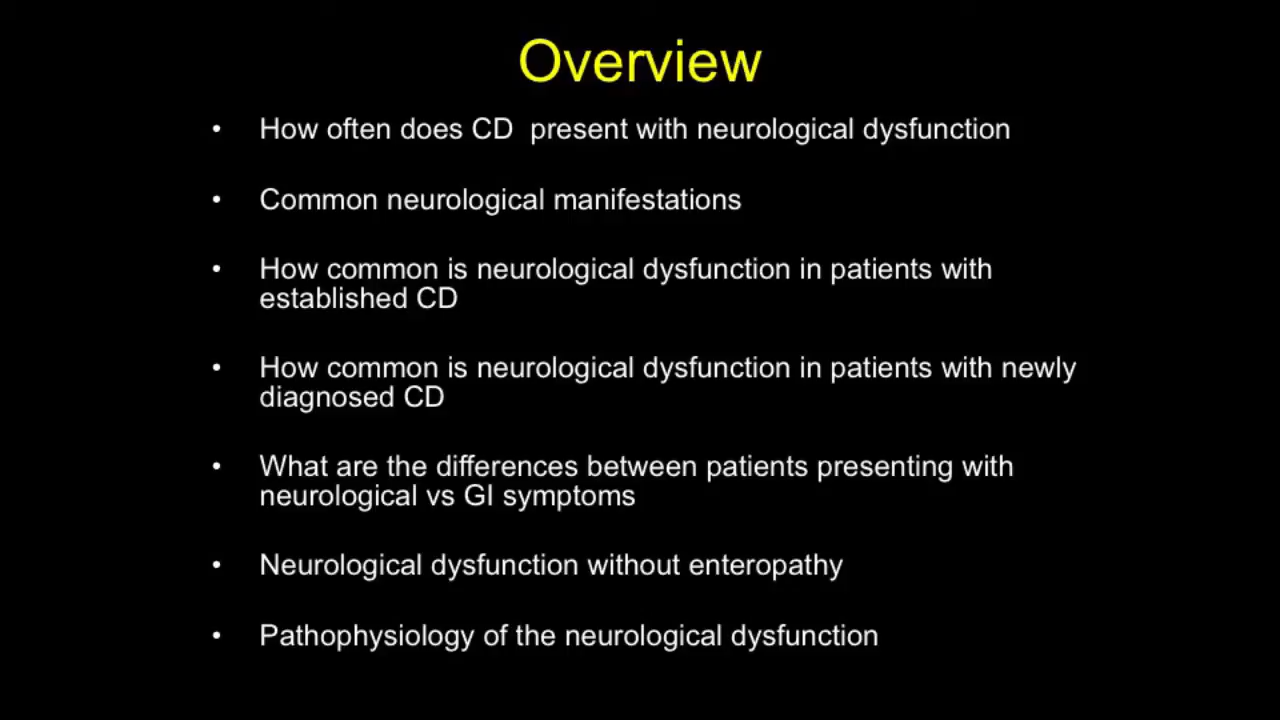 Overview
• How often does CD  present with neurological dysfunction
• Common neurological manifestations
• How common is neurological dysfunction in patients with
established CD
• How common is neurological dysfunction in patients with newly
diagnosed CD
• What are the differences between patients presenting with
neurological vs GI symptoms
• Neurological dysfunction without enteropathy
• Pathophysiology of the neurological dysfunction